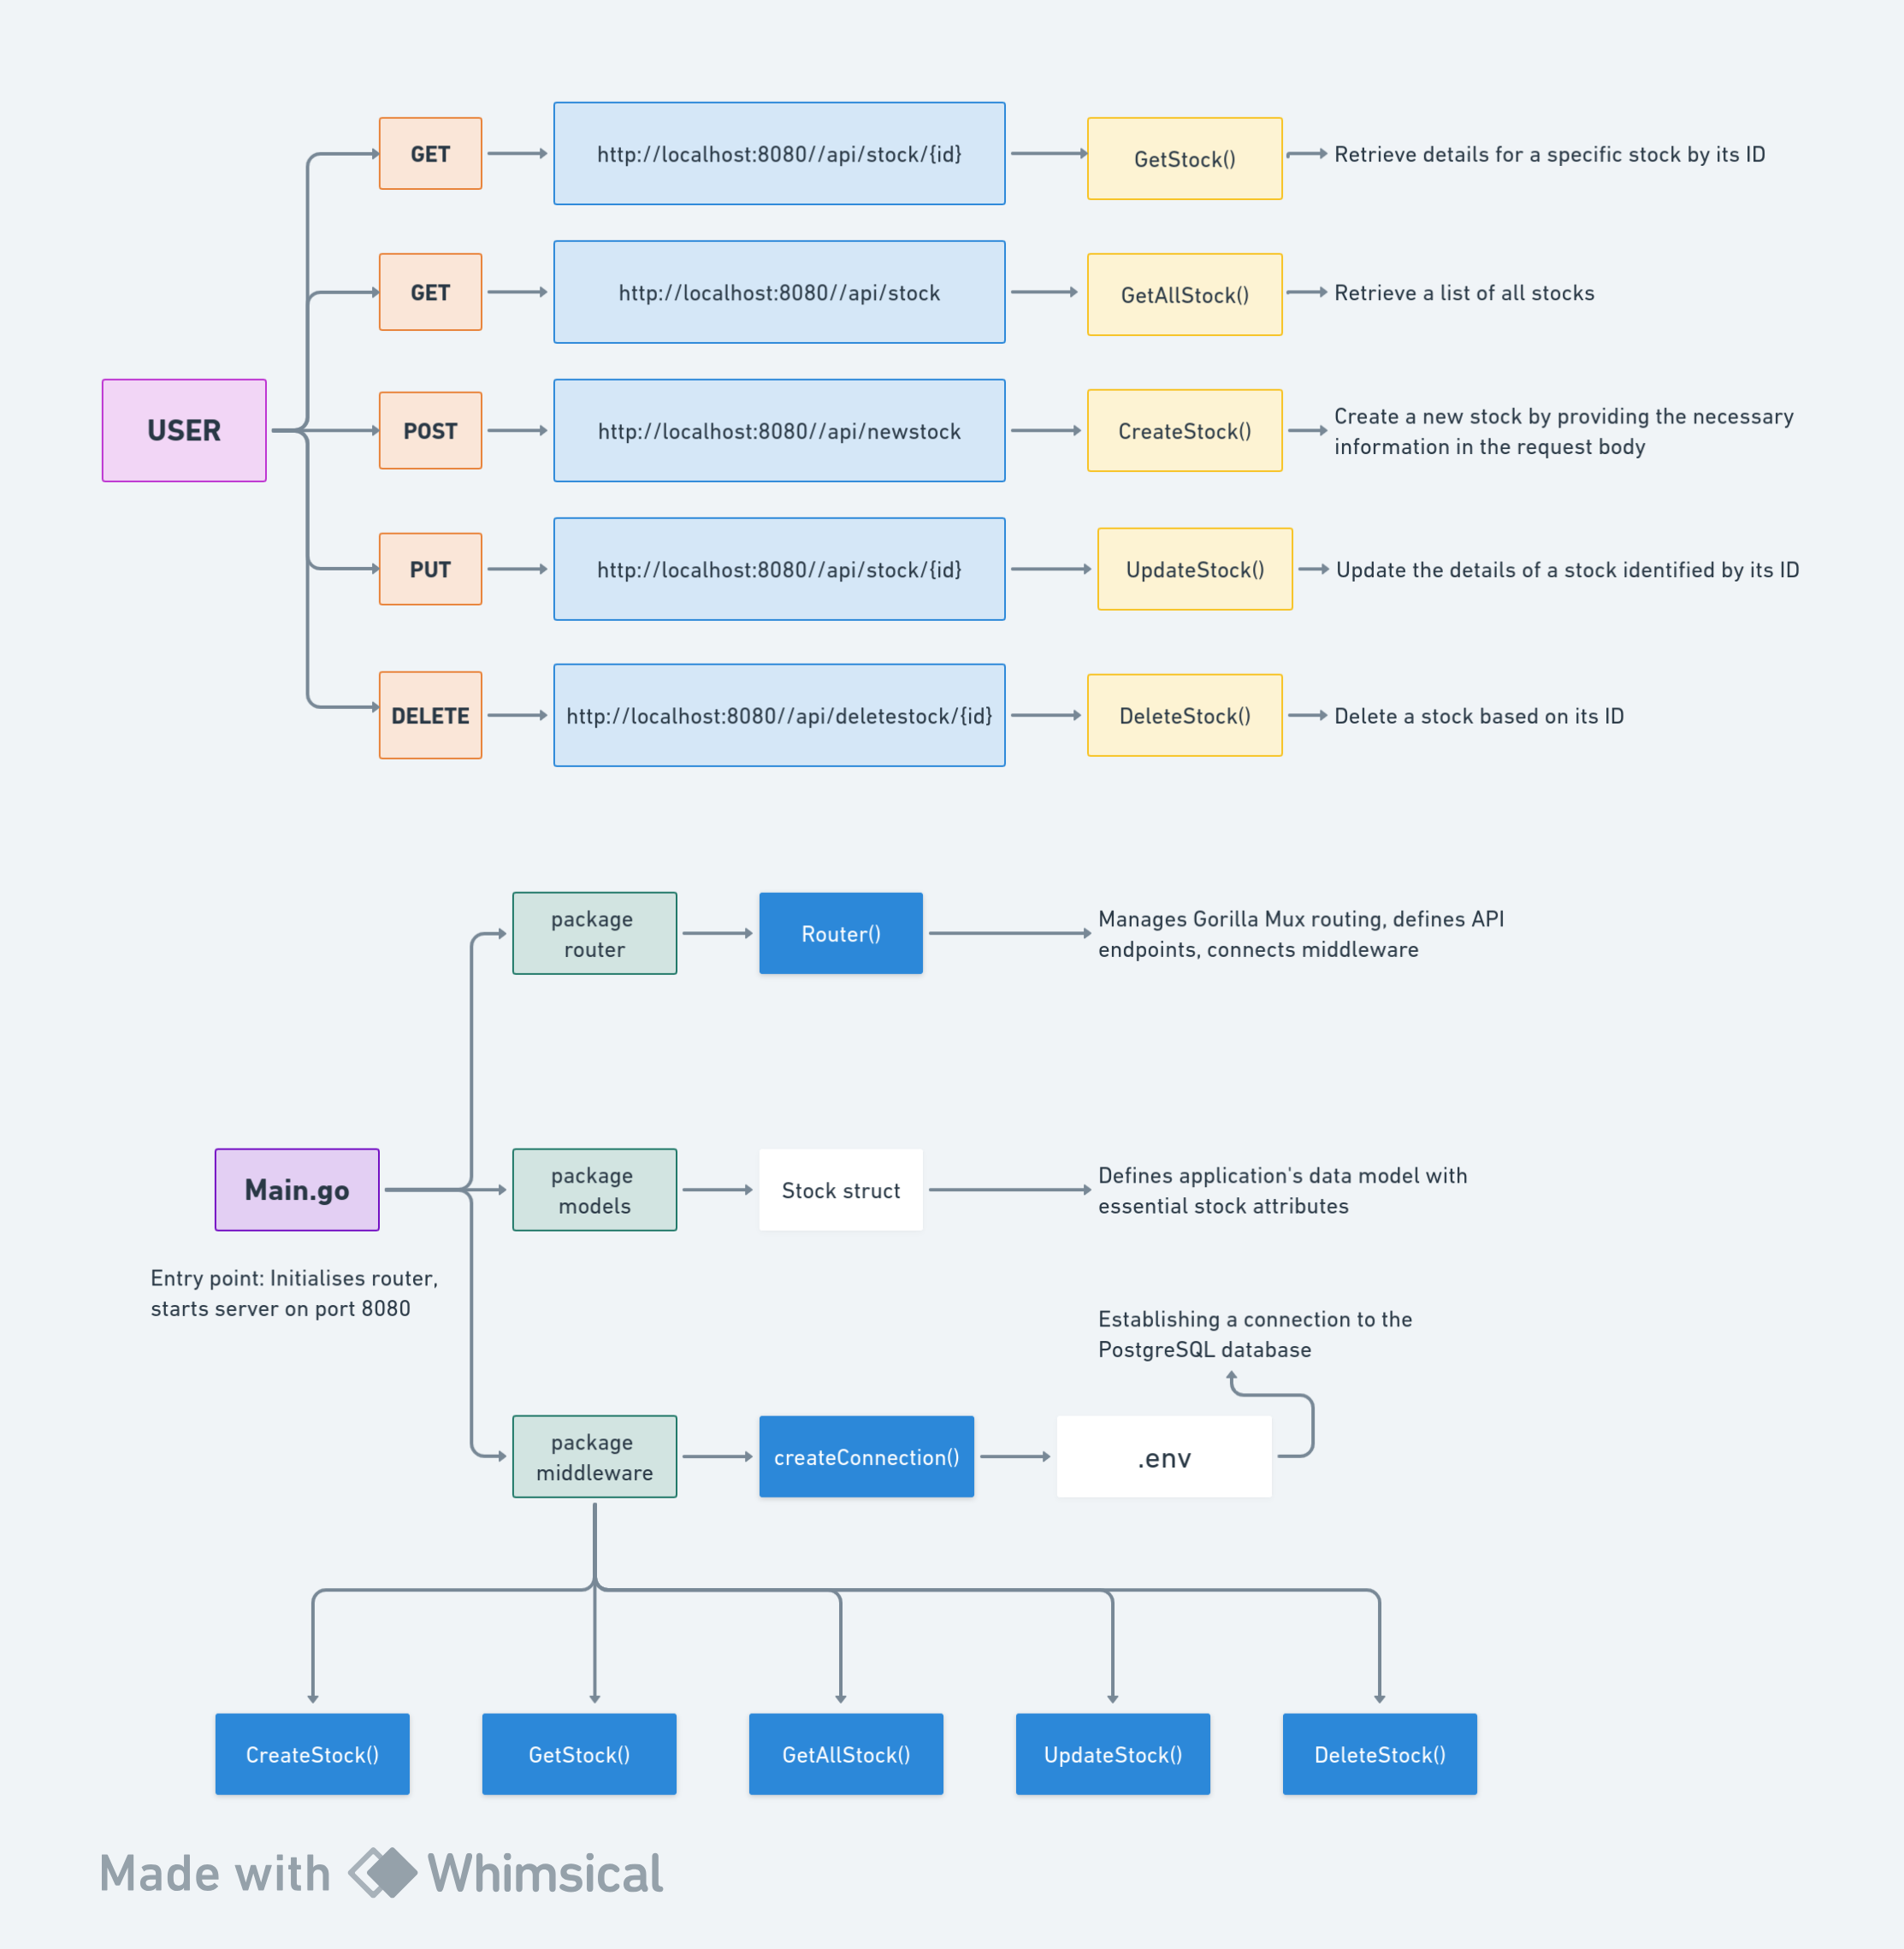 GET
http://localhost:8080//api/stock/{id}
GetStock()
Retrieve details for a specific stock by its ID
GET
http://localhost:8080//api/stock
GetAllStock()
Retrieve a list of all stocks
USER
POST
http://localhost:8080//api/newstock
CreateStock()
Create a new stock by providing the necessary
information in the request body
PUT
http://localhost:8080//api/stock/{id}
UpdateStock()
Update the details of a stock identified by its ID
DELETE
http://localhost:8080//api/deletestock/{id}
DeleteStock()
Delete a stock based on its ID
package
router
Router()
Manages Gorilla Mux routing, defines API
endpoints, connects middleware
Main.go
Entry point: Initialises router,
starts server on port 8080
package
models
Stock struct
Defines application's data model with
essential stock attributes
Establishing a connection to the
PostgreSQL database
package
middleware
createConnection()
.env
CreateStock()
GetStock()
GetAllStock()
UpdateStock()
DeleteStock()
Made with Whimsical